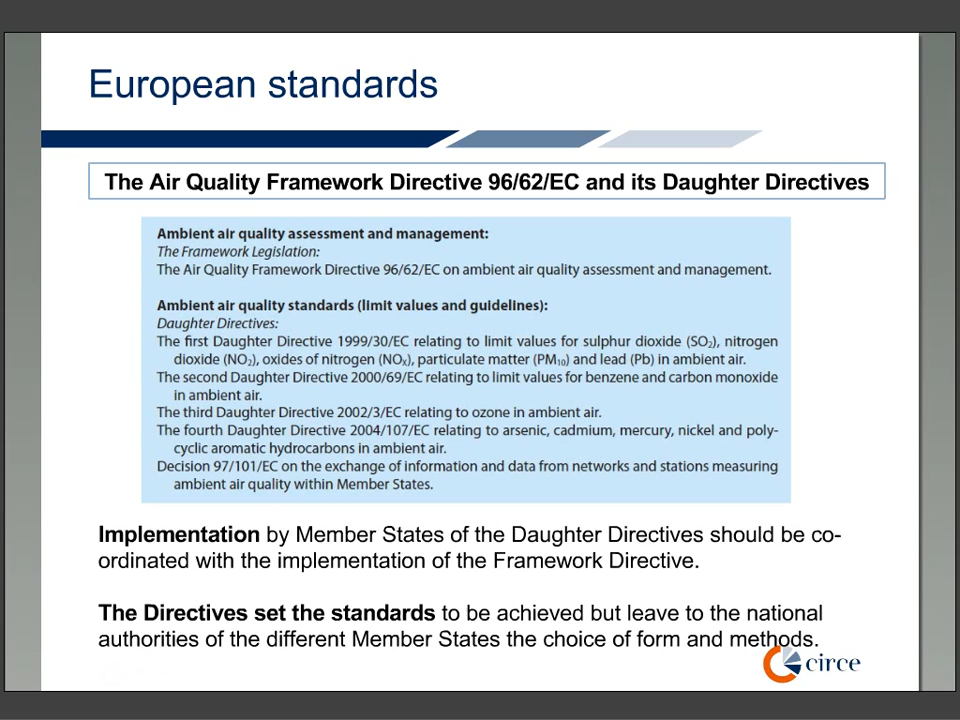 European standards
The Air Quality Framework Directive 96/62/EC and its Daughter Directives
Ambient air quality assessment and management:
The Framework Legislation:
The Air Quality Framework Directive 96/62/EC on ambient air quality assessment and management.
Ambient air quality standards (limit values and guidelines):
Daughter Directives:
The first Daughter Directive 1999/30/EC relating to limit values for sulphur dioxide (SO₂), nitrogen
dioxide (NO₂), oxides of nitrogen (NOₓ), particulate matter (PM₁₀) and lead (Pb) in ambient air.
The second Daughter Directive 2000/69/EC relating to limit values for benzene and carbon monoxide
in ambient air.
The third Daughter Directive 2002/3/EC relating to ozone in ambient air.
The fourth Daughter Directive 2004/107/EC relating to arsenic, cadmium, mercury, nickel and poly-
cyclic aromatic hydrocarbons in ambient air.
Decision 97/101/EC on the exchange of information and data from networks and stations measuring
ambient air quality within Member States.
Implementation by Member States of the Daughter Directives should be co-
ordinated with the implementation of the Framework Directive.
The Directives set the standards to be achieved but leave to the national
authorities of the different Member States the choice of form and methods.
circe